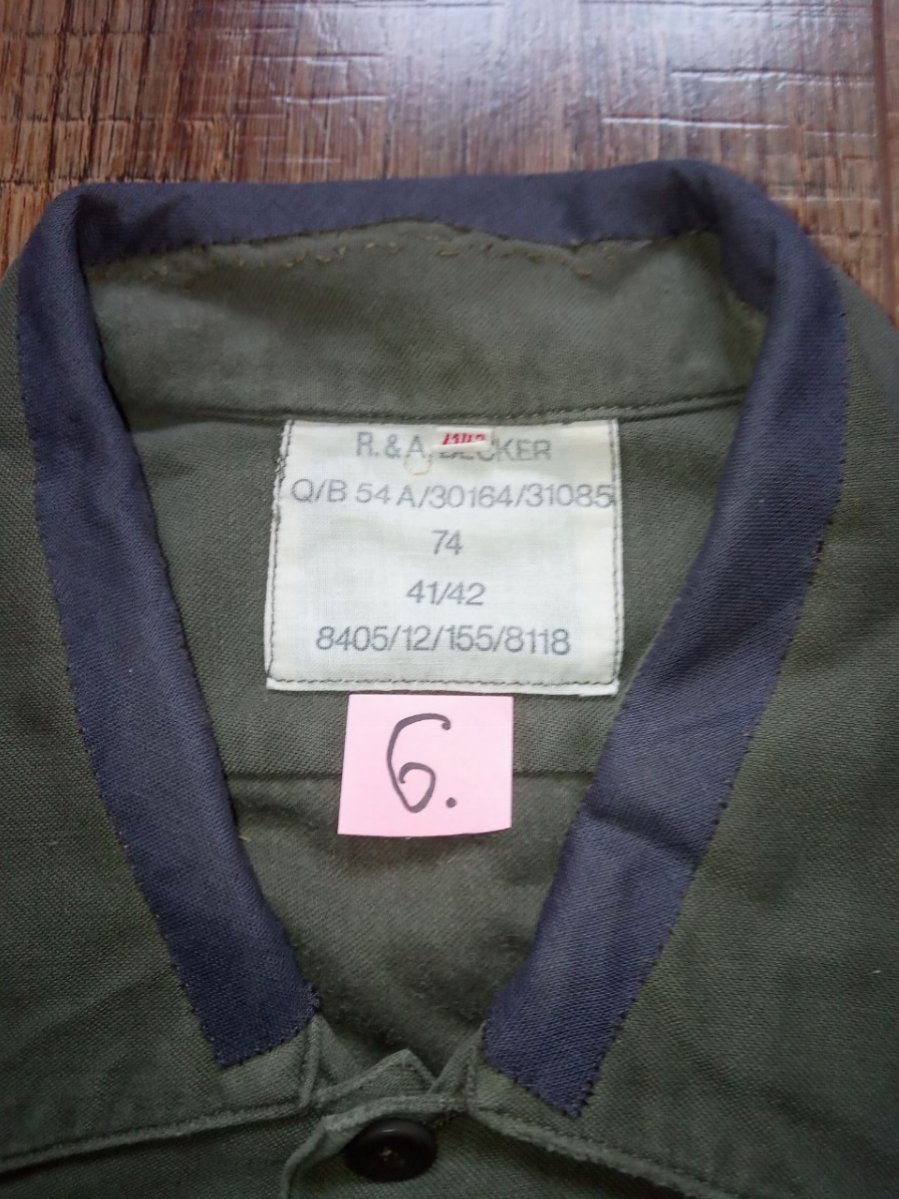 R. & A. BECKER
Q/B 54 A/30164/31085
74
41/42
8405/12/155/8118
6.